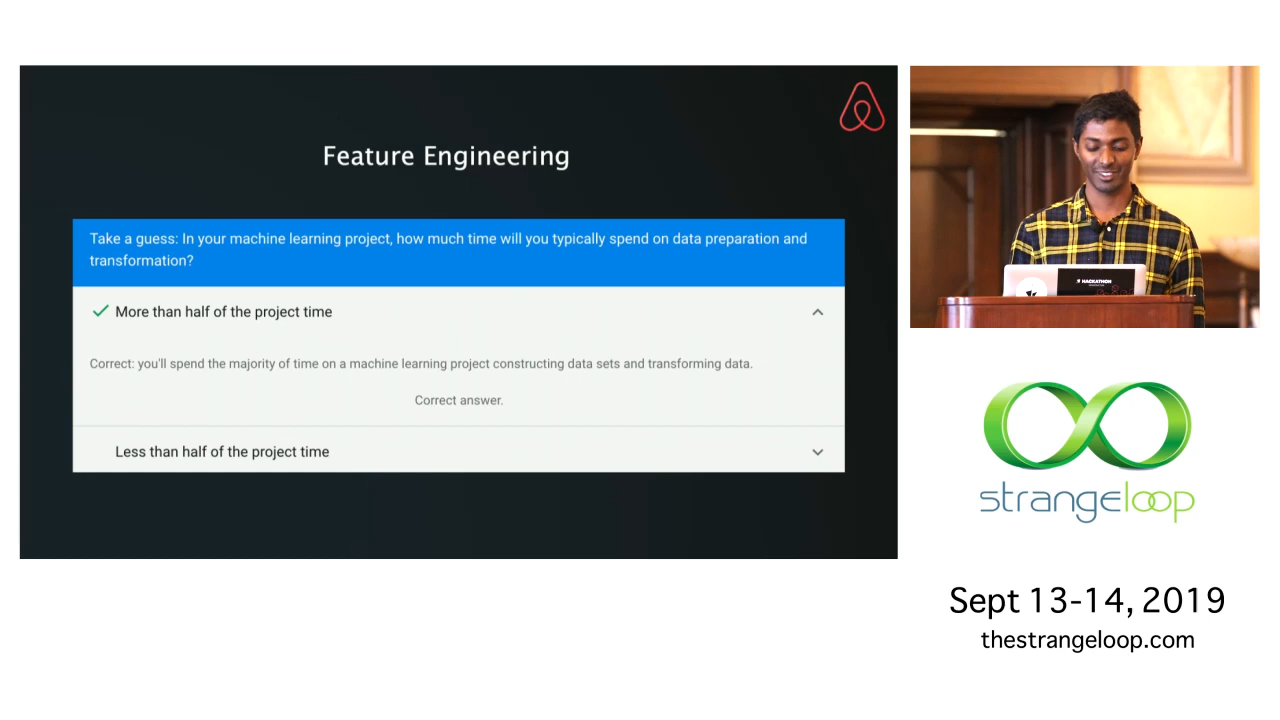 Feature Engineering
Take a guess: In your machine learning project, how much time will you typically spend on data preparation and
transformation?
More than half of the project time
Correct: you'll spend the majority of time on a machine learning project constructing data sets and transforming data.
Correct answer.
Less than half of the project time
HACKATHON
strangeloop
Sept 13-14, 2019
thestrangeloop.com